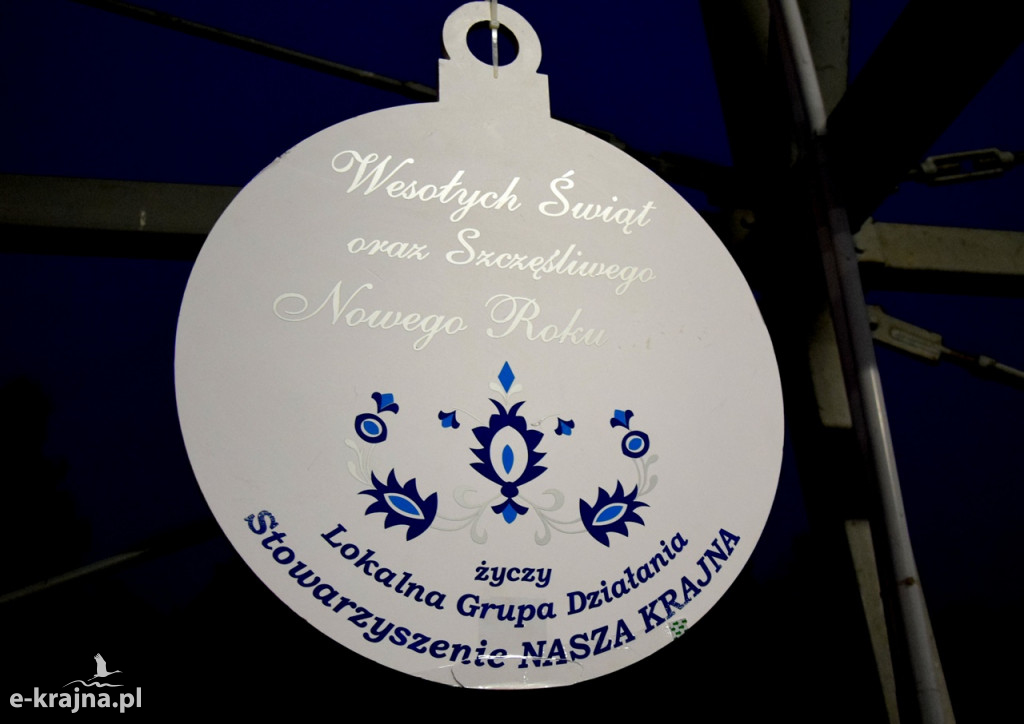 Wesołych Świąt
oraz Szczęśliwego
Nowego Roku
życzy
Lokalna Grupa Działania
Stowarzyszenie NASZA KRAJNA
e-krajna.pl